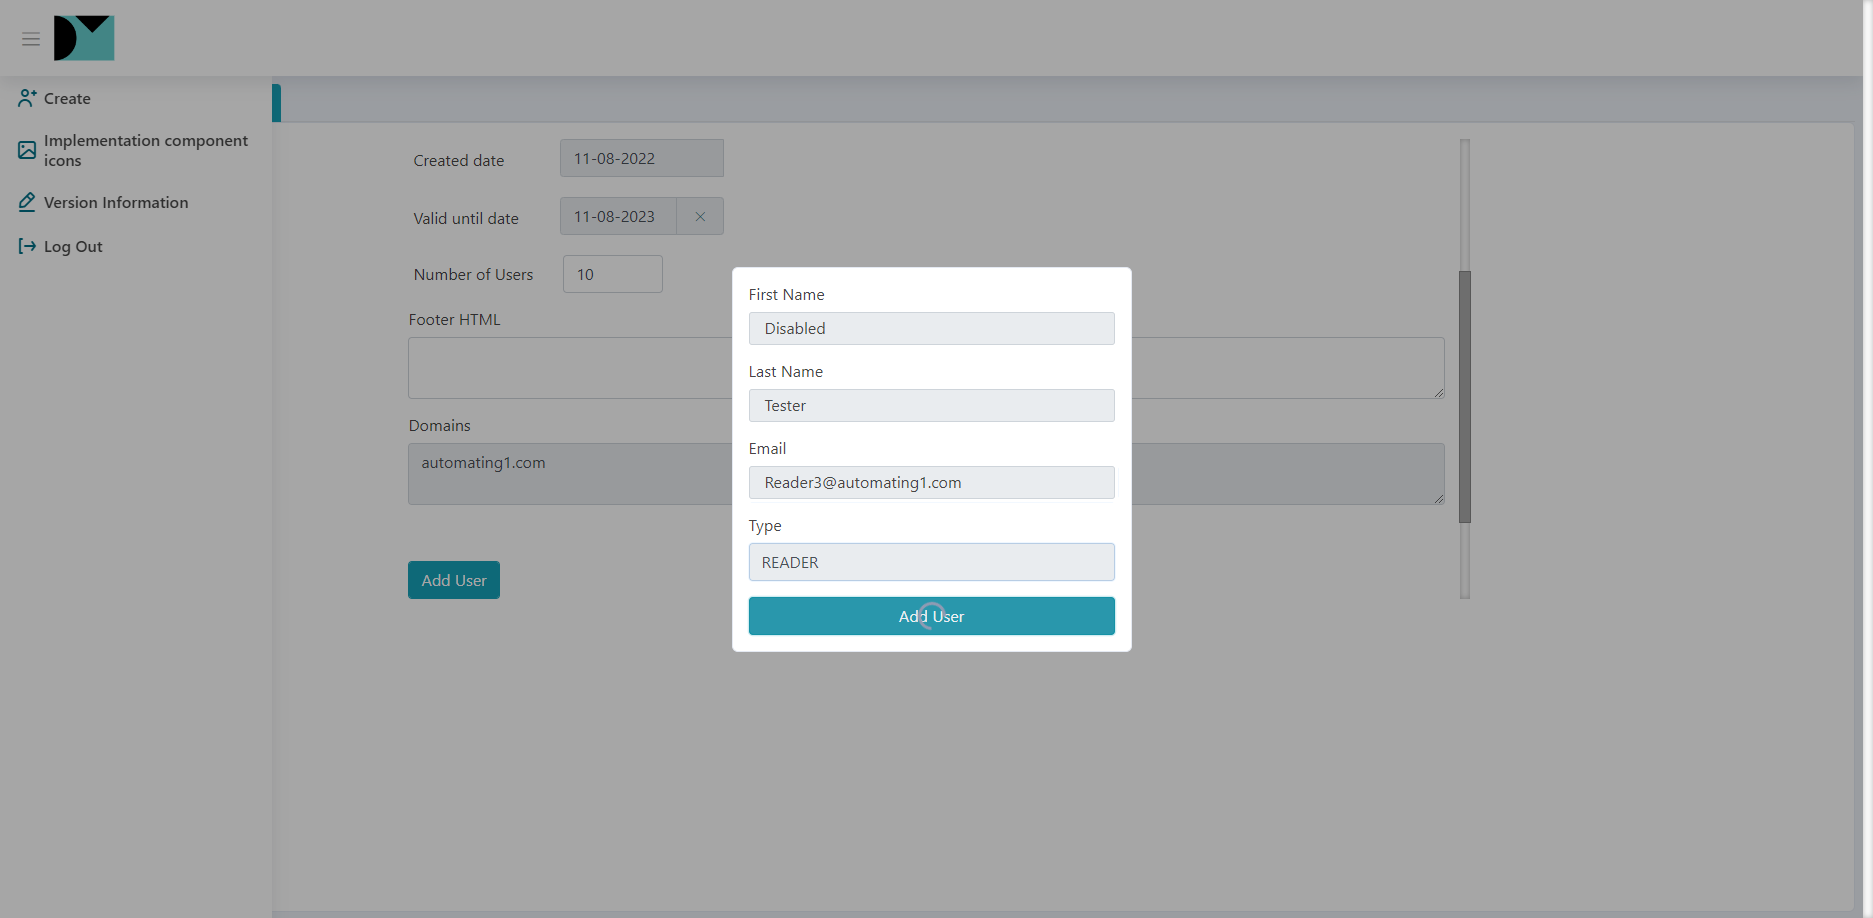 Create
Implementation component
icons
Version Information
Log Out
Created date
11-08-2022
Valid until date
11-08-2023
Number of Users
10
Footer HTML
Domains
automating1.com
Add User
First Name
Disabled
Last Name
Tester
Email
Reader3@automating1.com
Type
READER
Add User